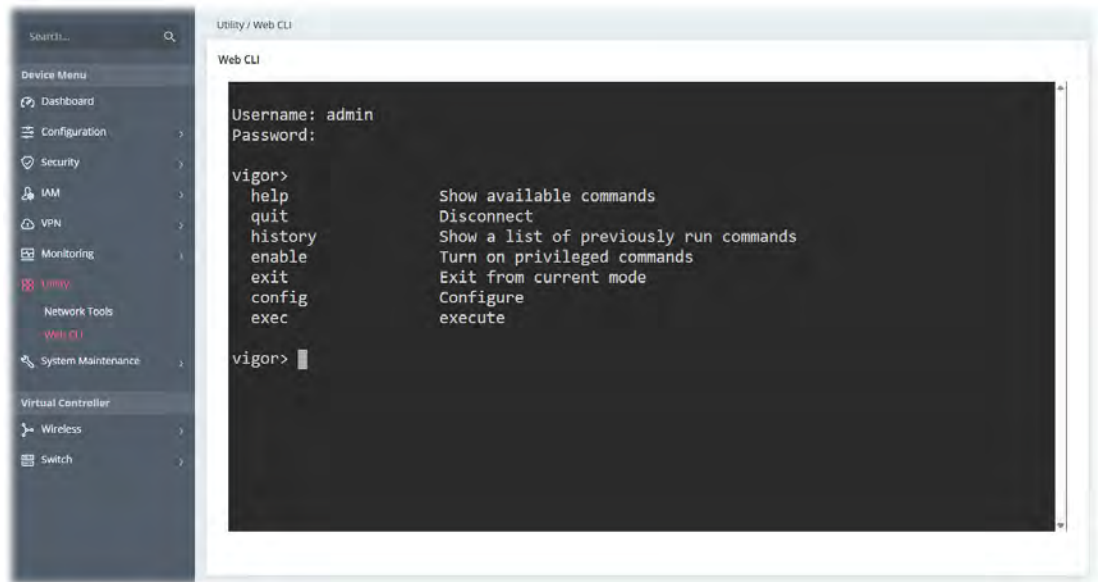 Search...
Device Menu
Dashboard
Configuration
Security
IAM
VPN
Monitoring
Utility
Network Tools
Web CLI
System Maintenance
Virtual Controller
Wireless
Switch
Utility / Web CLI
Web CLI
Username: admin
Password:
vigor>
help Show available commands
quit Disconnect
history Show a list of previously run commands
enable Turn on privileged commands
exit Exit from current mode
config Configure
exec execute
vigor>